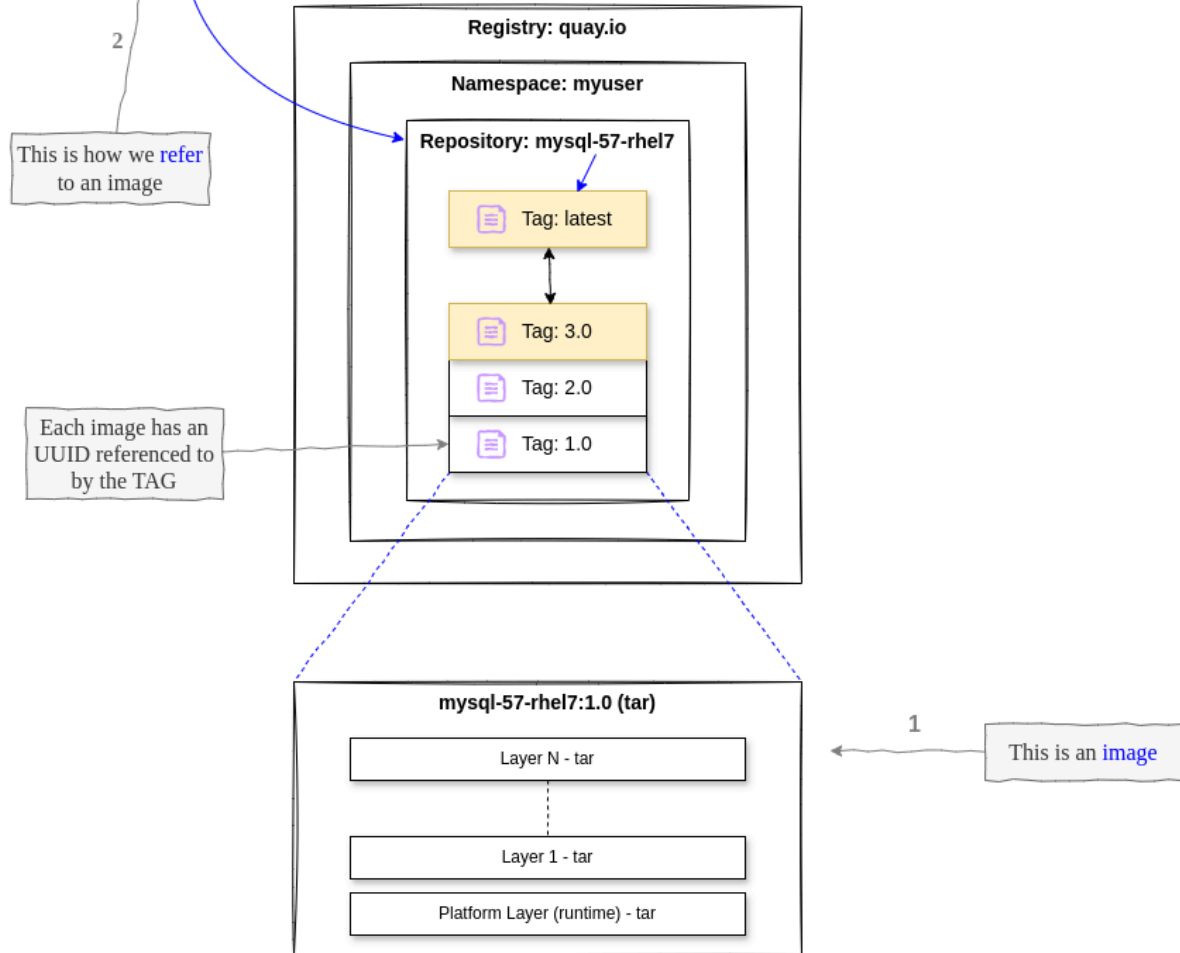 2
Registry: quay.io
Namespace: myuser
Repository: mysql-57-rhel7
This is how we refer
to an image
Tag: latest
Tag: 3.0
Tag: 2.0
Tag: 1.0
Each image has an
UUID referenced to
by the TAG
mysql-57-rhel7:1.0 (tar)
1
This is an image
Layer N - tar
Layer 1 - tar
Platform Layer (runtime) - tar